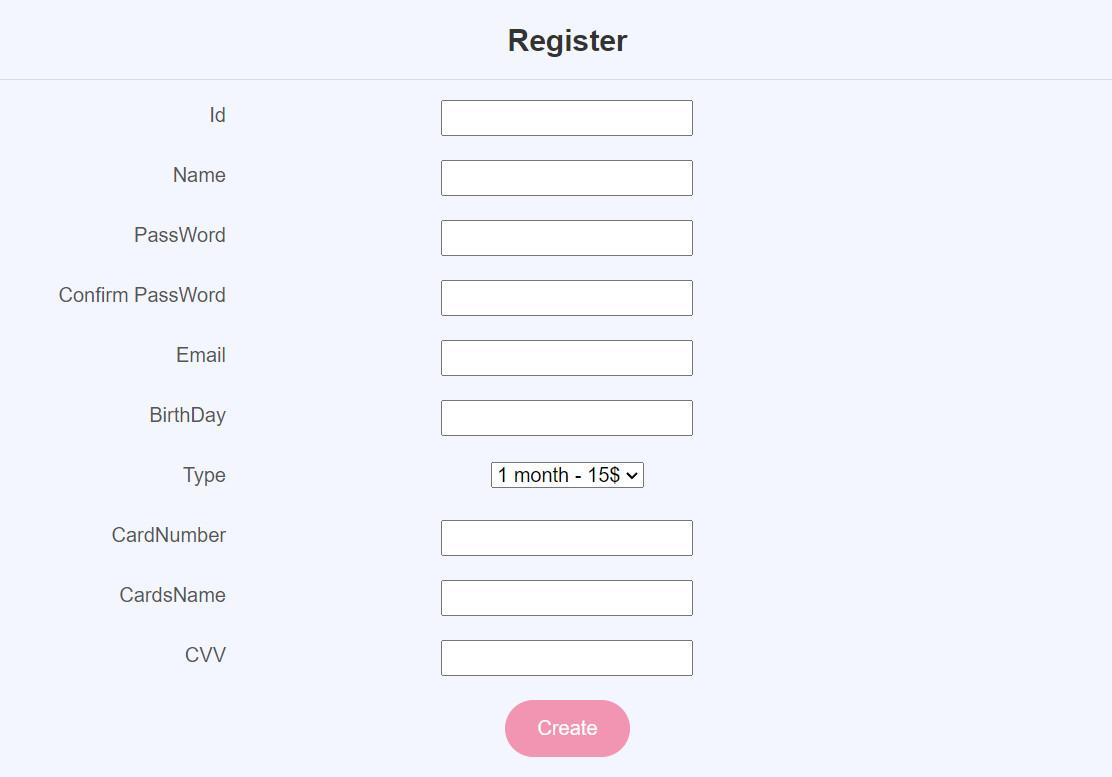 Register
Id
Name
PassWord
Confirm PassWord
Email
BirthDay
Type 1 month - 15$
CardNumber
CardsName
CVV
Create